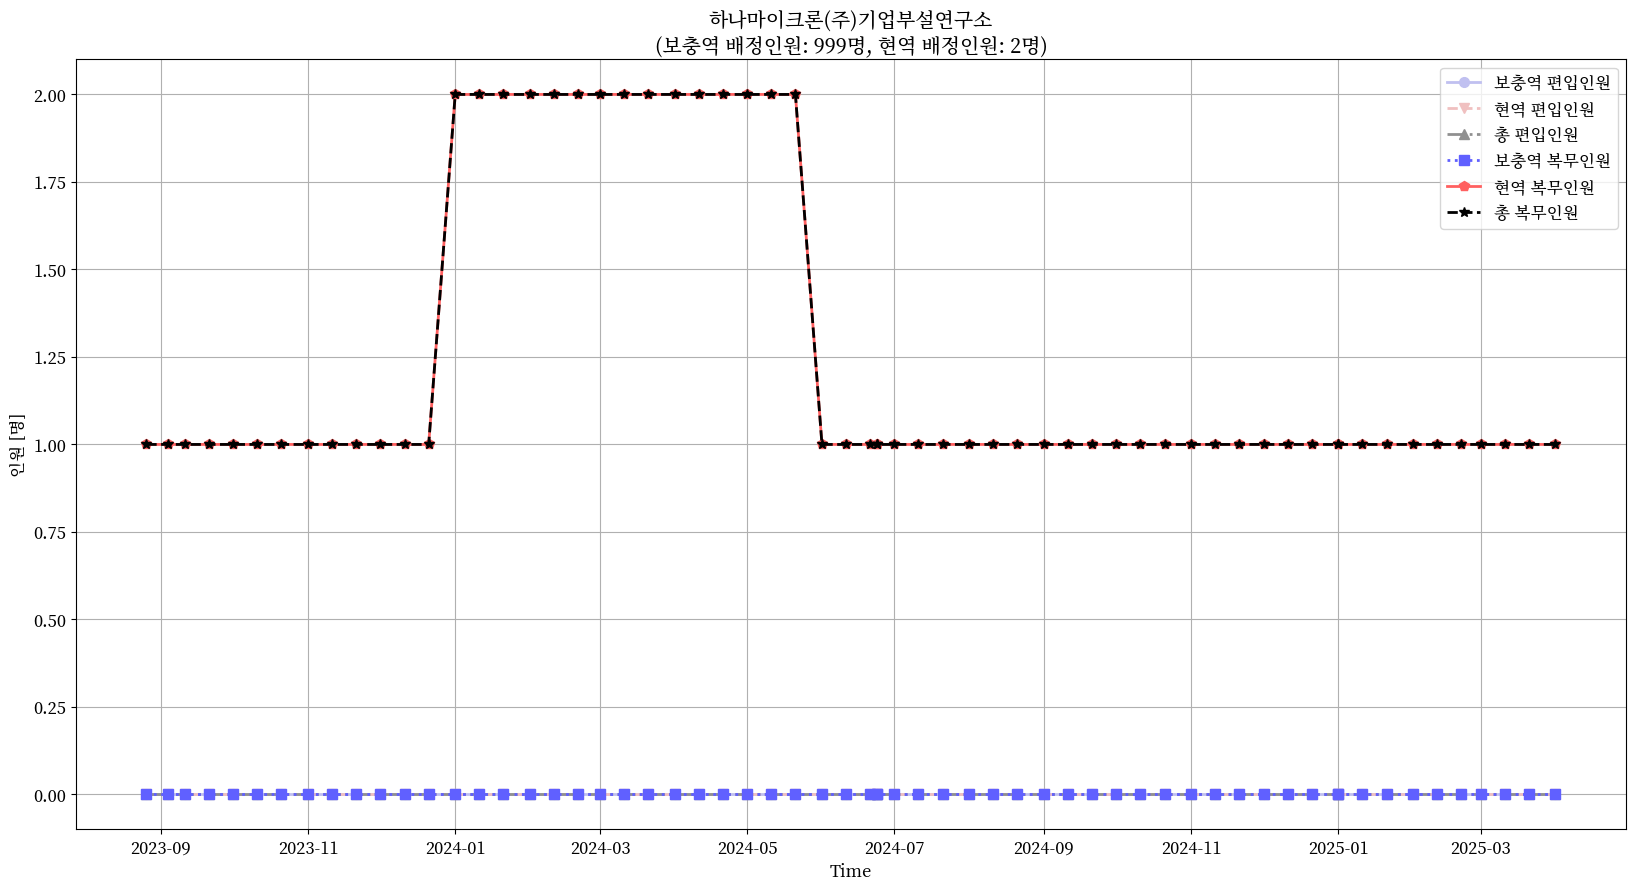 하나마이크론(주)기업부설연구소
(보충역 배정인원: 999명, 현역 배정인원: 2명)
보충역 편입인원
현역 편입인원
총 편입인원
보충역 복무인원
현역 복무인원
총 복무인원
2.00
1.75
1.50
1.25
1.00
0.75
0.50
0.25
0.00
인원 [명]
2023-09
2023-11
2024-01
2024-03
2024-05
2024-07
2024-09
2024-11
2025-01
2025-03
Time